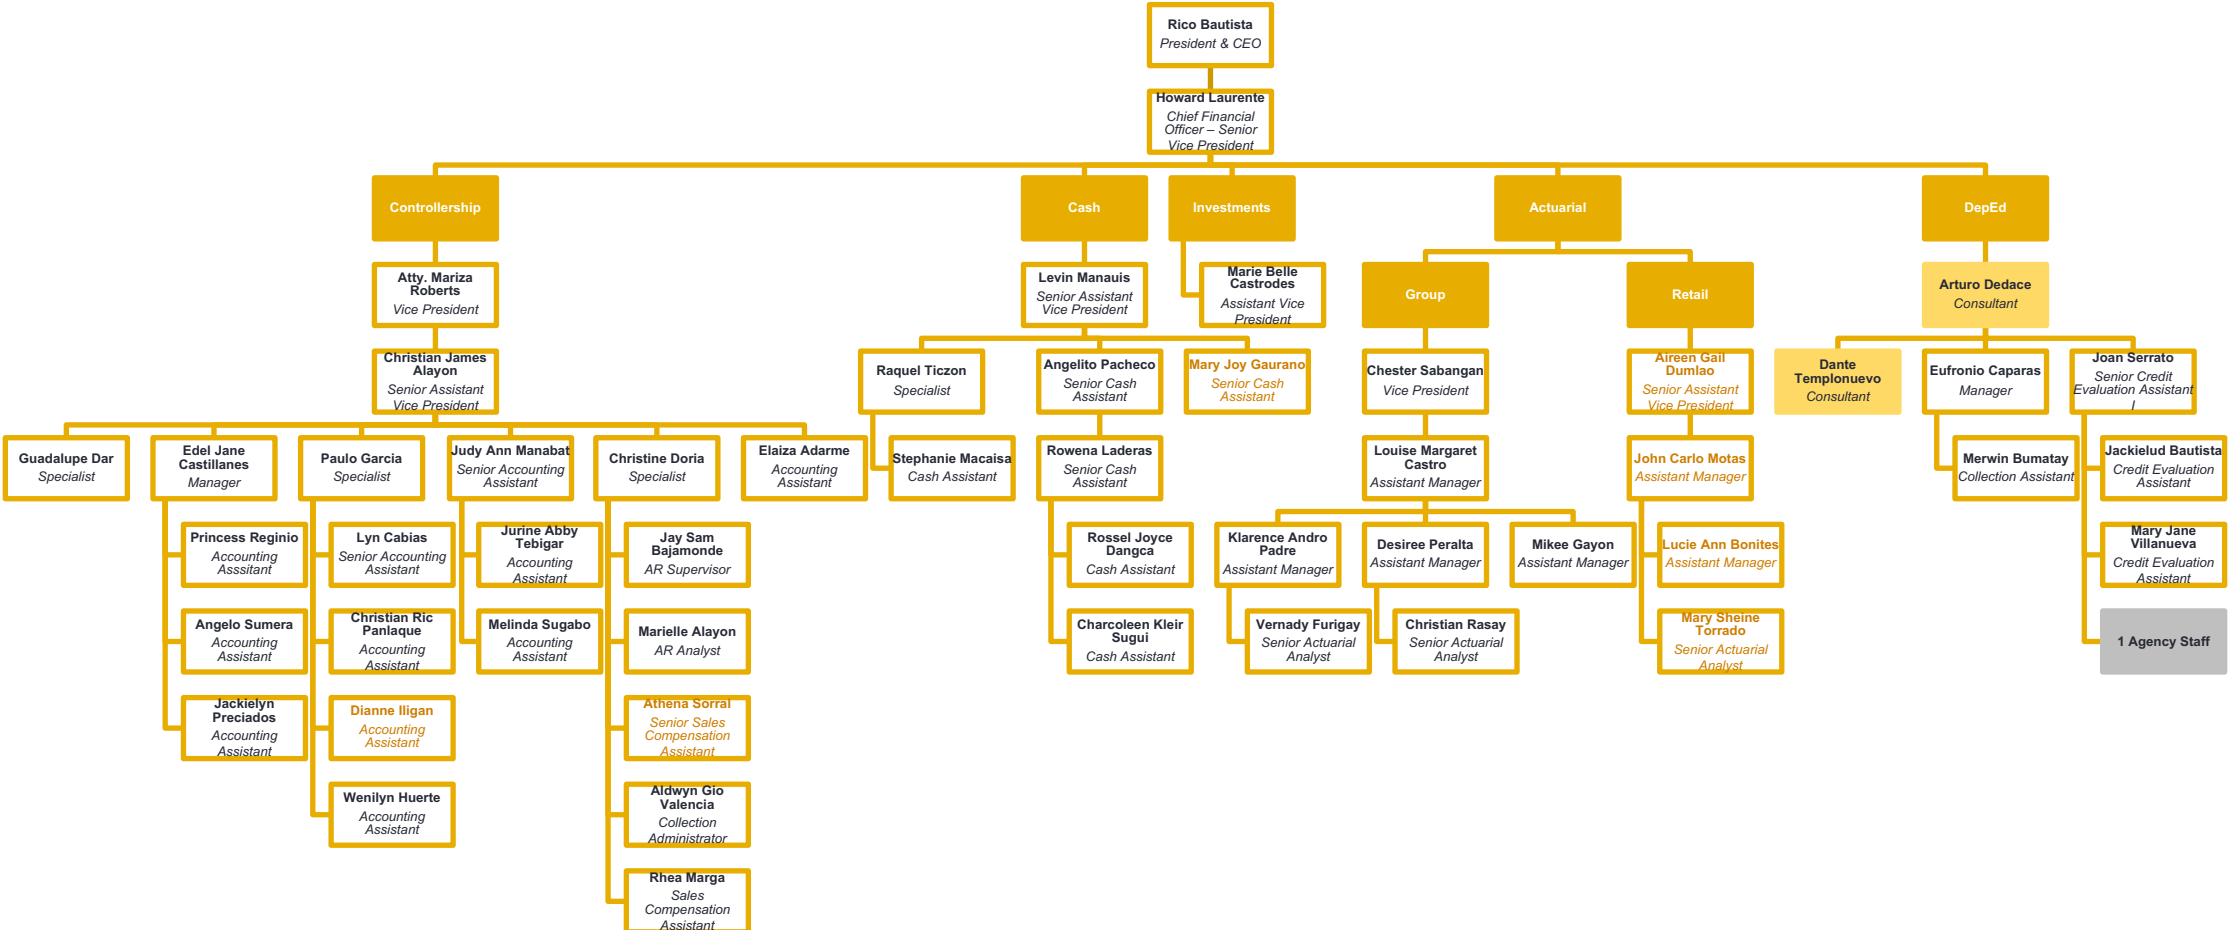 Rico Bautista
President & CEO
Howard Laurente
Chief Financial
Officer – Senior
Vice President
Controllership
Cash
Investments
Actuarial
DepEd
Atty. Mariza
Roberts
Vice President
Levin Manauis
Senior Assistant
Vice President
Marie Belle
Castrodes
Assistant Vice
President
Group
Retail
Arturo Dedace
Consultant
Christian James
Alayon
Senior Assistant
Vice President
Raquel Ticzon
Specialist
Angelito Pacheco
Senior Cash
Assistant
Mary Joy Gaurano
Senior Cash
Assistant
Chester Sabangan
Vice President
Aireen Gail
Dumlao
Senior Assistant
Vice President
Dante
Templonuevo
Consultant
Eufronio Caparas
Manager
Joan Serrato
Senior Credit
Evaluation Assistant
I
Guadalupe Dar
Specialist
Edel Jane
Castillanes
Manager
Paulo Garcia
Specialist
Judy Ann Manabat
Senior Accounting
Assistant
Christine Doria
Specialist
Elaiza Adarme
Accounting
Assistant
Stephanie Macaisa
Cash Assistant
Rowena Laderas
Senior Cash
Assistant
Louise Margaret
Castro
Assistant Manager
John Carlo Motas
Assistant Manager
Merwin Bumatay
Collection Assistant
Jackielud Bautista
Credit Evaluation
Assistant
Princess Reginio
Accounting
Asssitant
Lyn Cabias
Senior Accounting
Assistant
Jurine Abby
Tebigar
Accounting
Assistant
Jay Sam
Bajamonde
AR Supervisor
Rossel Joyce
Dangca
Cash Assistant
Klarence Andro
Padre
Assistant Manager
Desiree Peralta
Assistant Manager
Mikee Gayon
Assistant Manager
Lucie Ann Bonites
Assistant Manager
Mary Jane
Villanueva
Credit Evaluation
Assistant
Angelo Sumera
Accounting
Assistant
Christian Ric
Panlaque
Accounting
Assistant
Melinda Sugabo
Accounting
Assistant
Marielle Alayon
AR Analyst
Charcoleen Kleir
Sugui
Cash Assistant
Vernady Furigay
Senior Actuarial
Analyst
Christian Rasay
Senior Actuarial
Analyst
Mary Sheine
Torrado
Senior Actuarial
Analyst
1 Agency Staff
Jackielyn
Preciados
Accounting
Assistant
Dianne Iligan
Accounting
Assistant
Athena Sorral
Senior Sales
Compensation
Assistant
Wenilyn Huerte
Accounting
Assistant
Aldwyn Gio
Valencia
Collection
Administrator
Rhea Marga
Sales
Compensation
Assistant